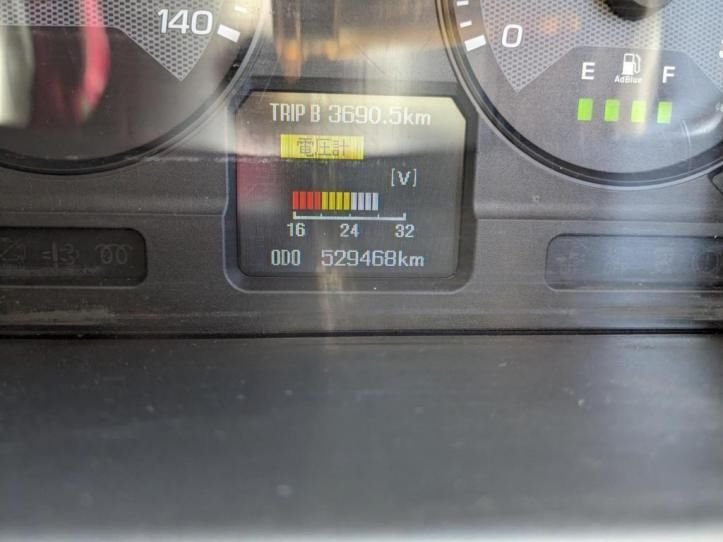 140
0
E F
AdBlue
TRIP B 3690.5km
電圧計
[V]
16 24 32
ODO 529468km